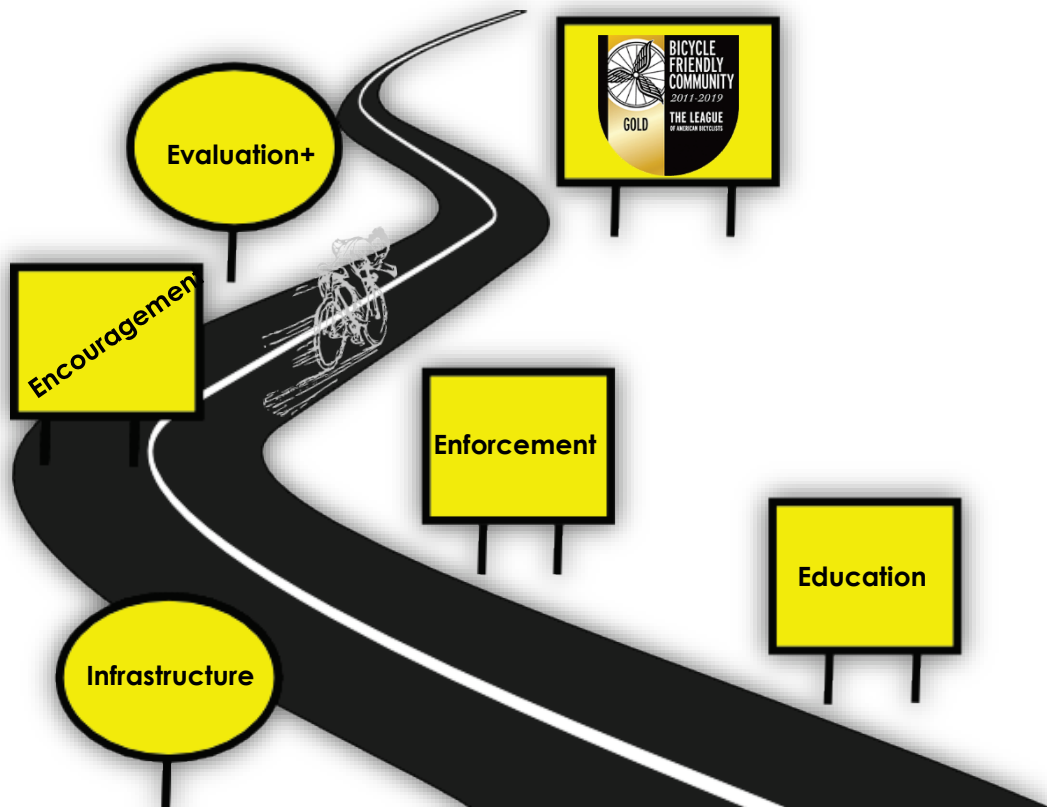 BICYCLE
FRIENDLY
COMMUNITY
2011-2019
GOLD
THE LEAGUE
OF AMERICAN BICYCLISTS
Evaluation+
Encouragement
Enforcement
Education
Infrastructure